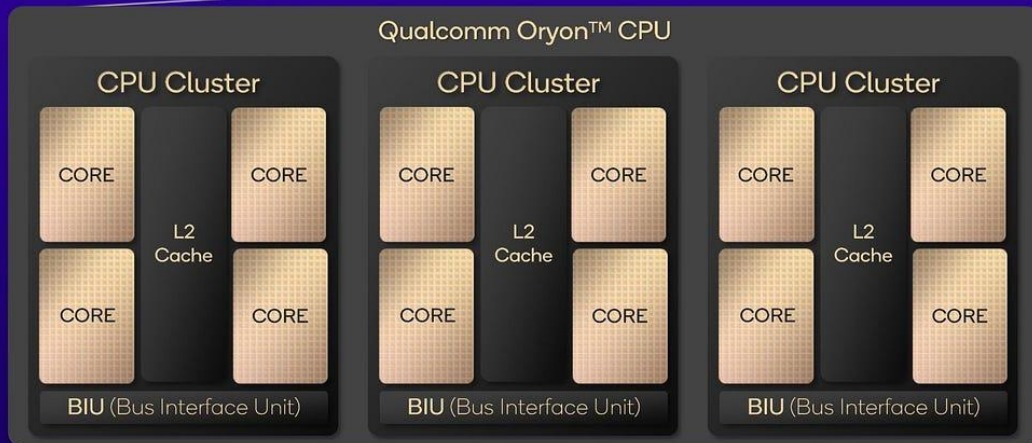 Qualcomm Oryon™ CPU
CPU Cluster
CORE
CORE
L2
Cache
CORE
CORE
BIU (Bus Interface Unit)
CPU Cluster
CORE
CORE
L2
Cache
CORE
CORE
BIU (Bus Interface Unit)
CPU Cluster
CORE
CORE
L2
Cache
CORE
CORE
BIU (Bus Interface Unit)